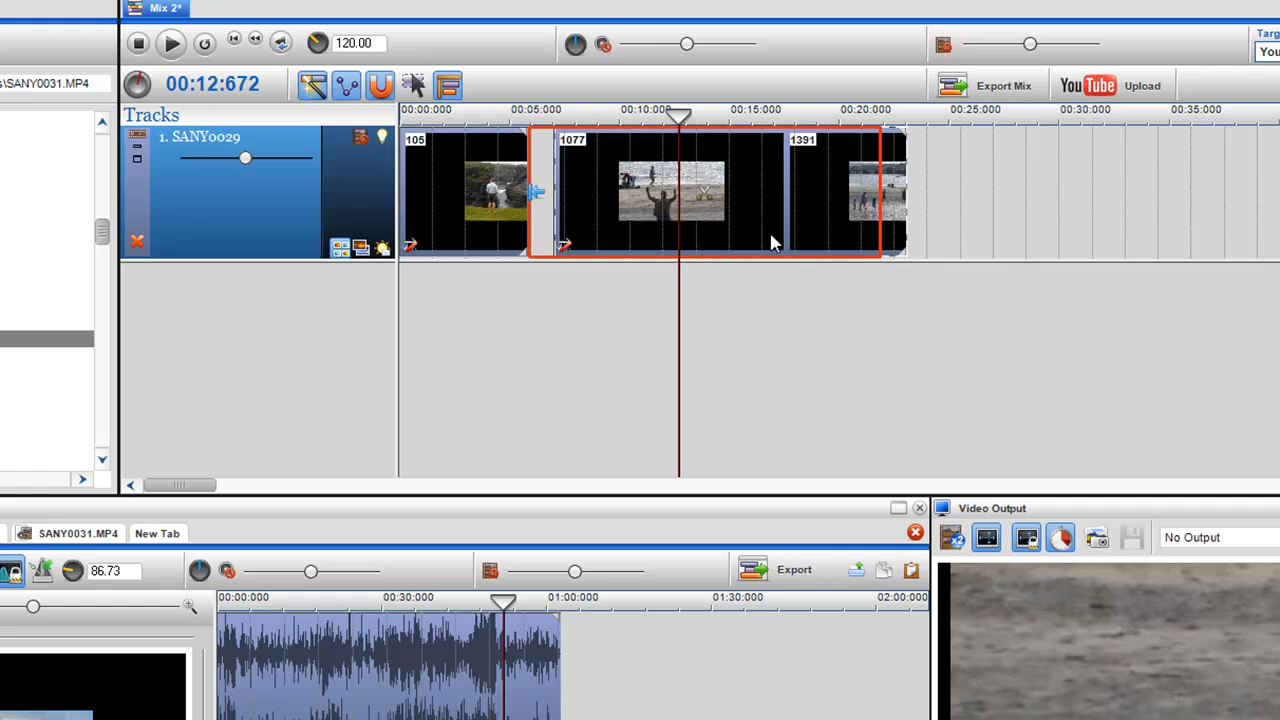 Mix 2*
120.00
Targ
s\SANY0031.MP4
You
00:12:672
Export Mix
YouTube Upload
Tracks
00:00:000 00:05:000 00:10:000 00:15:000 00:20:000 00:25:000 00:30:000 00:35:000
1. SANY0029
105
1077
1391
Video Output
SANY0031.MP4
New Tab
x2
No Output
86.73
Export
00:00:000 00:30:000 01:00:000 01:30:000 02:00:000